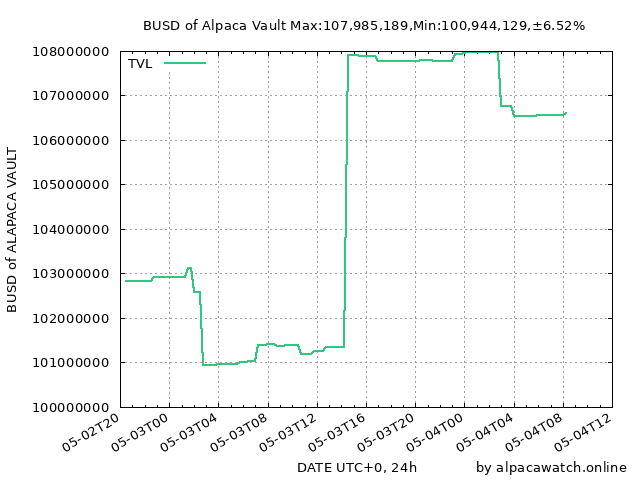 BUSD of Alpaca Vault Max:107,985,189,Min:100,944,129,±6.52%
TVL
108000000
107000000
106000000
105000000
104000000
103000000
102000000
101000000
100000000
BUSD of ALAPACA VAULT
05-02T20
05-03T00
05-03T04
05-03T08
05-03T12
05-03T16
05-03T20
05-04T00
05-04T04
05-04T08
05-04T12
DATE UTC+0, 24h
by alpacawatch.online